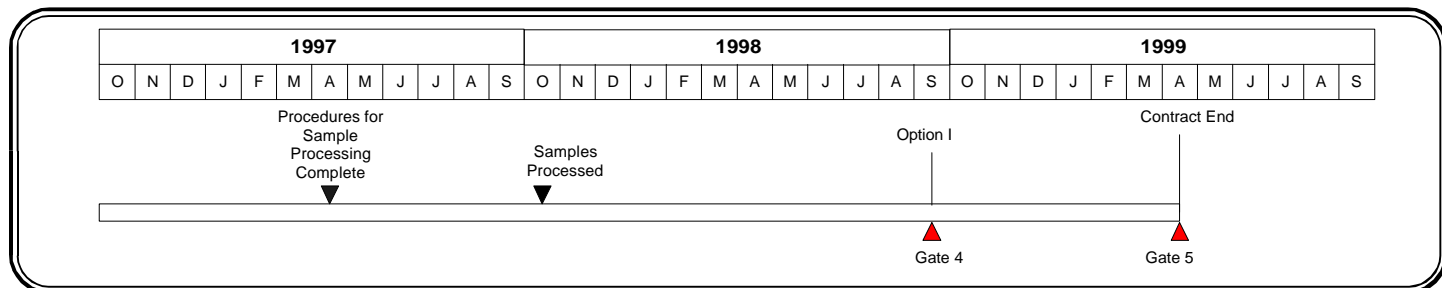 1997 1998 1999
O N D J F M A M J J A S O N D J F M A M J J A S O N D J F M A M J J A S
Procedures for
Sample
Processing
Complete
Samples
Processed
Option I
Contract End
Gate 4
Gate 5